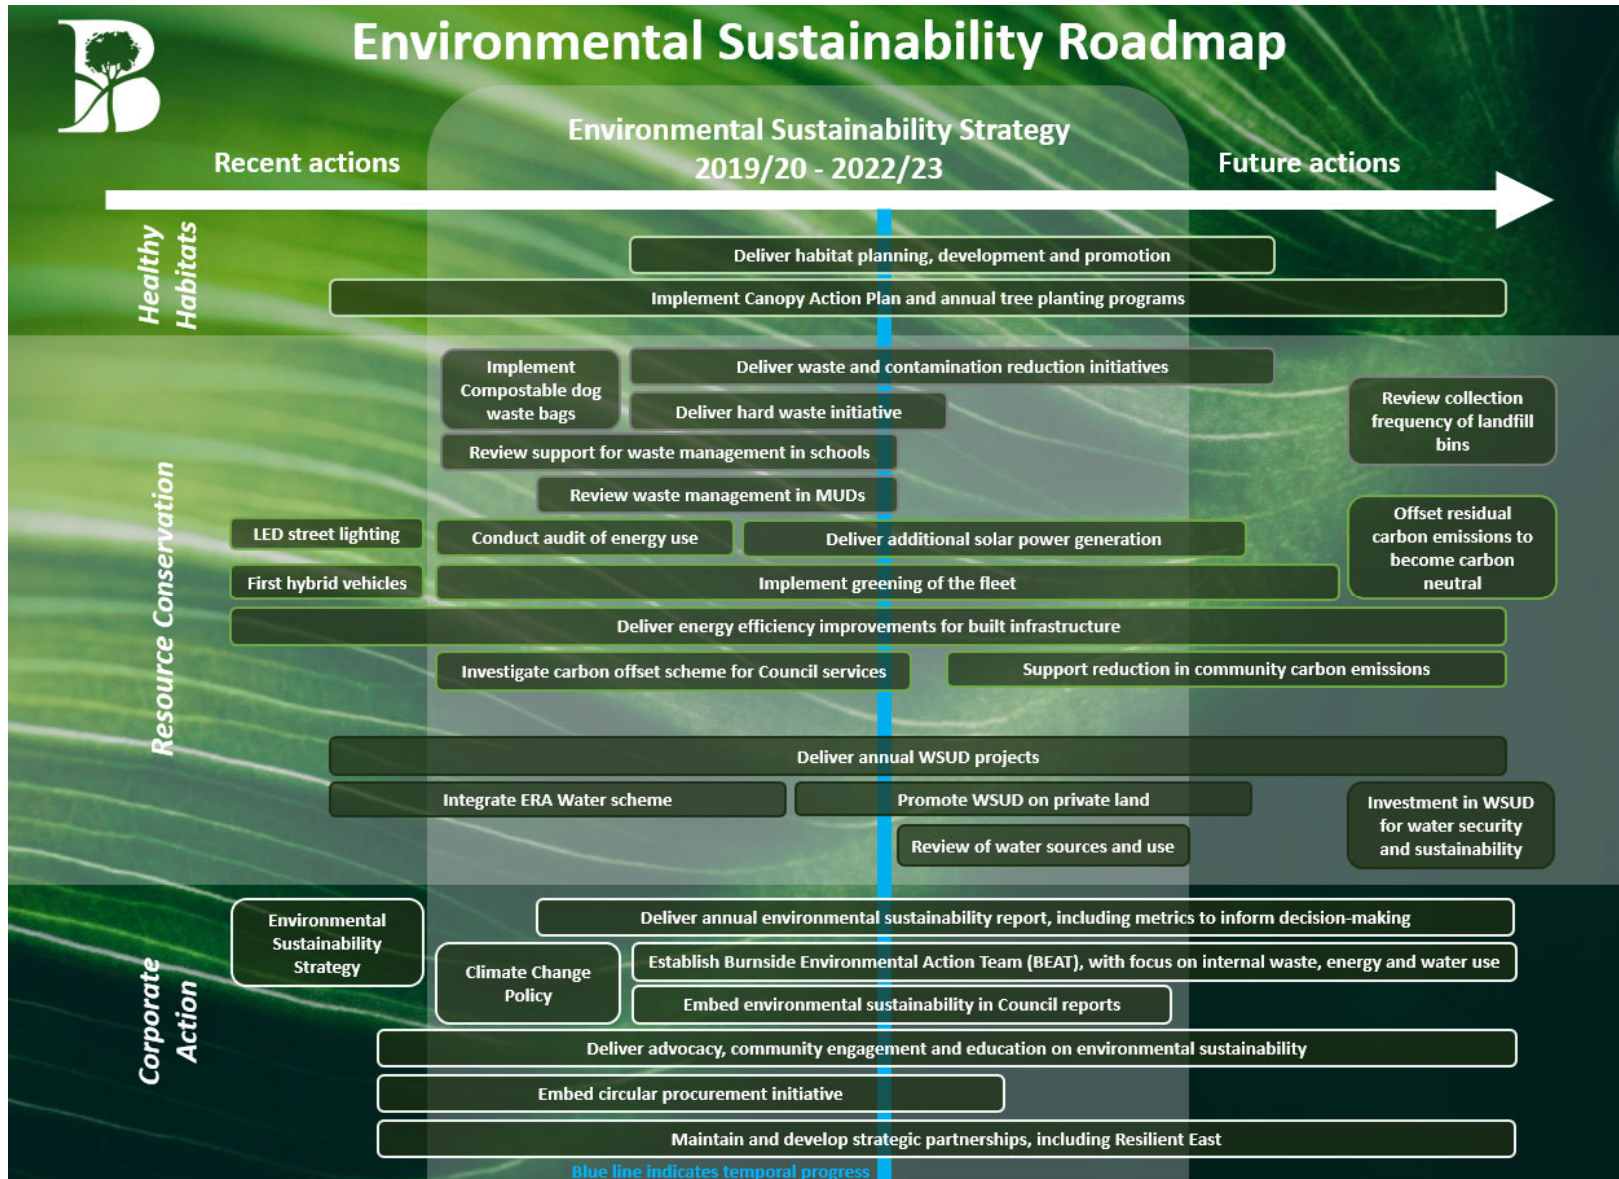 B
Environmental Sustainability Roadmap
Environmental Sustainability Strategy
2019/20 - 2022/23
Recent actions
Future actions
Healthy
Habitats
Deliver habitat planning, development and promotion
Implement Canopy Action Plan and annual tree planting programs
Resource Conservation
Implement
Compostable dog
waste bags
Deliver waste and contamination reduction initiatives
Deliver hard waste initiative
Review collection
frequency of landfill
bins
Review support for waste management in schools
Review waste management in MUDs
LED street lighting
Conduct audit of energy use
Deliver additional solar power generation
Offset residual
carbon emissions to
become carbon
neutral
First hybrid vehicles
Implement greening of the fleet
Deliver energy efficiency improvements for built infrastructure
Investigate carbon offset scheme for Council services
Support reduction in community carbon emissions
Deliver annual WSUD projects
Integrate ERA Water scheme
Promote WSUD on private land
Investment in WSUD
for water security
and sustainability
Review of water sources and use
Corporate
Action
Environmental
Sustainability
Strategy
Deliver annual environmental sustainability report, including metrics to inform decision-making
Climate Change
Policy
Establish Burnside Environmental Action Team (BEAT), with focus on internal waste, energy and water use
Embed environmental sustainability in Council reports
Deliver advocacy, community engagement and education on environmental sustainability
Embed circular procurement initiative
Maintain and develop strategic partnerships, including Resilient East
Blue line indicates temporal progress